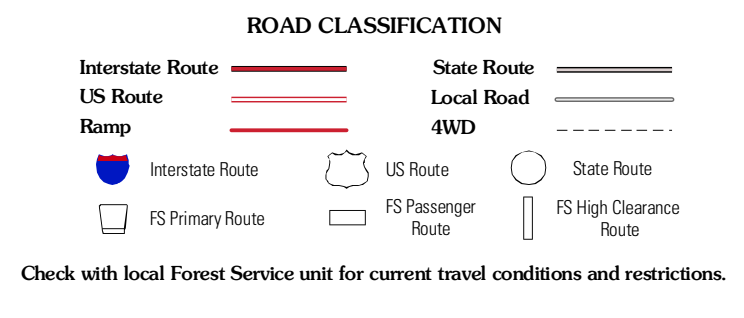 ROAD CLASSIFICATION
Interstate Route
State Route
US Route
Local Road
Ramp
4WD
Interstate Route
US Route
State Route
FS Primary Route
FS Passenger
Route
FS High Clearance
Route
Check with local Forest Service unit for current travel conditions and restrictions.